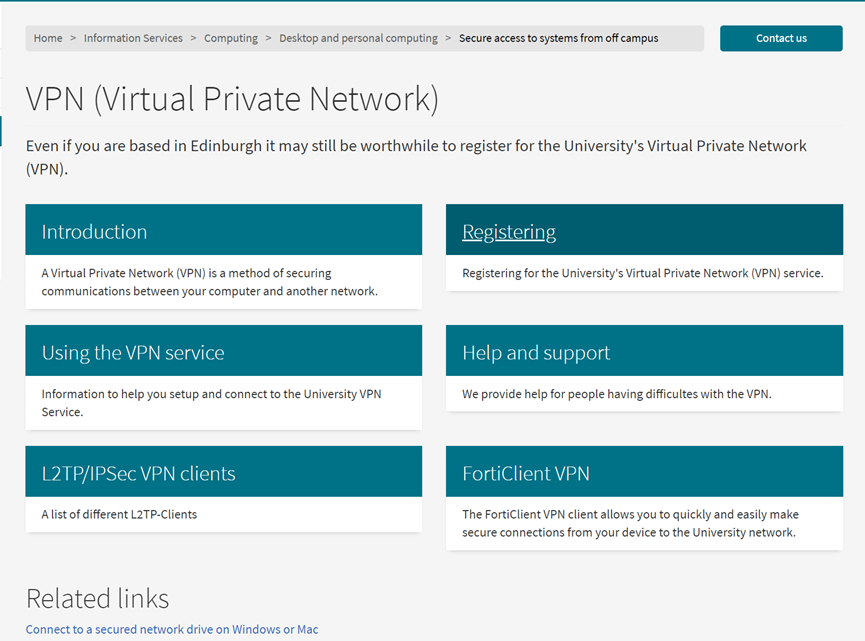 Home > Information Services > Computing > Desktop and personal computing > Secure access to systems from off campus
Contact us
VPN (Virtual Private Network)
Even if you are based in Edinburgh it may still be worthwhile to register for the University's Virtual Private Network
(VPN).
Introduction
A Virtual Private Network (VPN) is a method of securing
communications between your computer and another network.
Registering
Registering for the University's Virtual Private Network (VPN) service.
Using the VPN service
Information to help you setup and connect to the University VPN
Service.
Help and support
We provide help for people having difficultes with the VPN.
L2TP/IPSec VPN clients
A list of different L2TP-Clients
FortiClient VPN
The FortiClient VPN client allows you to quickly and easily make
secure connections from your device to the University network.
Related links
Connect to a secured network drive on Windows or Mac